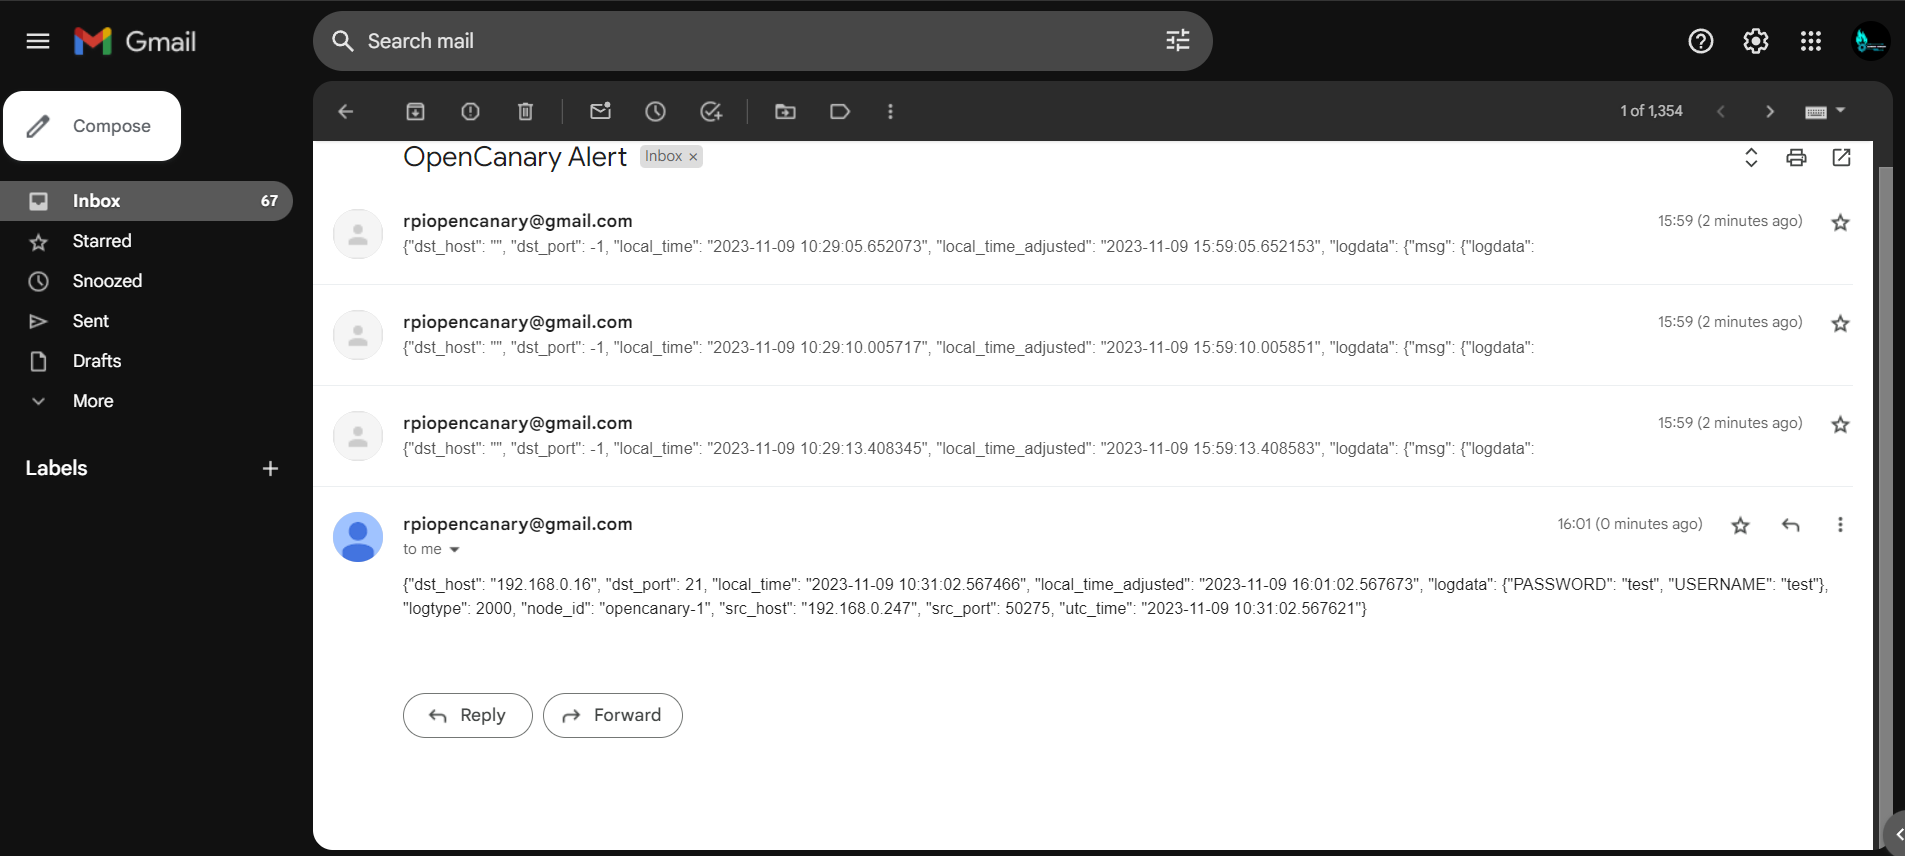 Gmail
Search mail
Compose
1 of 1,354
Inbox 67
Starred
Snoozed
Sent
Drafts
More
Labels
OpenCanary Alert Inbox ×
rpiopencanary@gmail.com 15:59 (2 minutes ago)
{"dst_host": "", "dst_port": -1, "local_time": "2023-11-09 10:29:05.652073", "local_time_adjusted": "2023-11-09 15:59:05.652153", "logdata": {"msg": {"logdata":
rpiopencanary@gmail.com 15:59 (2 minutes ago)
{"dst_host": "", "dst_port": -1, "local_time": "2023-11-09 10:29:10.005717", "local_time_adjusted": "2023-11-09 15:59:10.005851", "logdata": {"msg": {"logdata":
rpiopencanary@gmail.com 15:59 (2 minutes ago)
{"dst_host": "", "dst_port": -1, "local_time": "2023-11-09 10:29:13.408345", "local_time_adjusted": "2023-11-09 15:59:13.408583", "logdata": {"msg": {"logdata":
rpiopencanary@gmail.com 16:01 (0 minutes ago)
to me
{"dst_host": "192.168.0.16", "dst_port": 21, "local_time": "2023-11-09 10:31:02.567466", "local_time_adjusted": "2023-11-09 16:01:02.567673", "logdata": {"PASSWORD": "test", "USERNAME": "test"},
"logtype": 2000, "node_id": "opencanary-1", "src_host": "192.168.0.247", "src_port": 50275, "utc_time": "2023-11-09 10:31:02.567621"}
Reply Forward